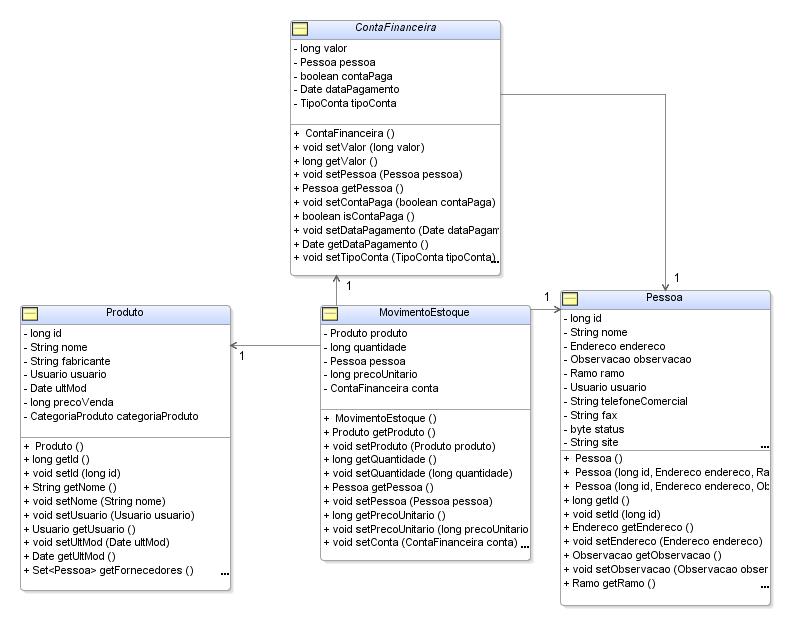 ContaFinanceira
- long valor
- Pessoa pessoa
- boolean contaPaga
- Date dataPagamento
- TipoConta tipoConta
+ ContaFinanceira ()
+ void setValor (long valor)
+ long getValor ()
+ void setPessoa (Pessoa pessoa)
+ Pessoa getPessoa ()
+ void setContaPaga (boolean contaPaga)
+ boolean isContaPaga ()
+ void setDataPagamento (Date dataPagam
+ Date getDataPagamento ()
+ void setTipoConta (TipoConta tipoConta)...
1
1
1
1
Produto
- long id
- String nome
- String fabricante
- Usuario usuario
- Date ultMod
- long precoVenda
- CategoriaProduto categoriaProduto
+ Produto ()
+ long getId ()
+ void setId (long id)
+ String getNome ()
+ void setNome (String nome)
+ void setUsuario (Usuario usuario)
+ Usuario getUsuario ()
+ void setUltMod (Date ultMod)
+ Date getUltMod ()
+ Set<Pessoa> getFornecedores () ...
MovimentoEstoque
- Produto produto
- long quantidade
- Pessoa pessoa
- long precoUnitario
- ContaFinanceira conta
+ MovimentoEstoque ()
+ Produto getProduto ()
+ void setProduto (Produto produto)
+ long getQuantidade ()
+ void setQuantidade (long quantidade)
+ Pessoa getPessoa ()
+ void setPessoa (Pessoa pessoa)
+ long getPrecoUnitario ()
+ void setPrecoUnitario (long precoUnitario
+ void setConta (ContaFinanceira conta) ...
Pessoa
- long id
- String nome
- Endereco endereco
- Observacao observacao
- Ramo ramo
- Usuario usuario
- String telefoneComercial
- String fax
- byte status
- String site ...
+ Pessoa ()
+ Pessoa (long id, Endereco endereco, Ra
+ Pessoa (long id, Endereco endereco, Ob
+ long getId ()
+ void setId (long id)
+ Endereco getEndereco ()
+ void setEndereco (Endereco endereco)
+ Observacao getObservacao ()
+ void setObservacao (Observacao obser
+ Ramo getRamo () ...